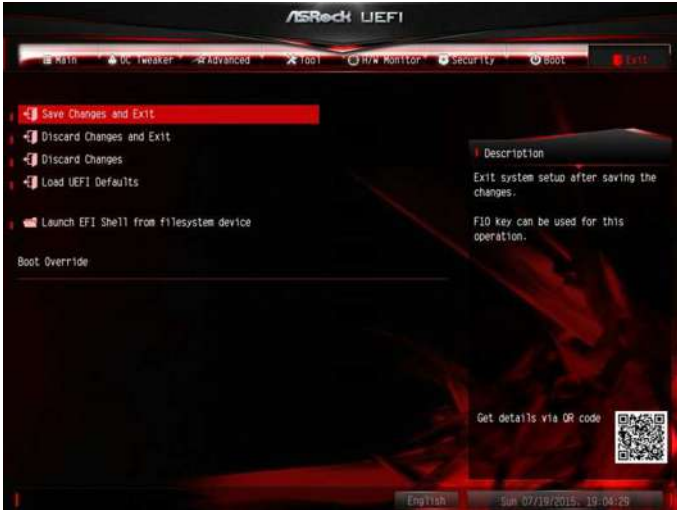 ASRock UEFI
Main OC Tweaker Advanced Tool H/W Monitor Security Boot Exit
Save Changes and Exit
Discard Changes and Exit
Discard Changes
Load UEFI Defaults
Launch EFI Shell from filesystem device
Boot Override
Description
Exit system setup after saving the
changes.
F10 key can be used for this
operation.
Get details via QR code
English Sun 07/19/2015, 19:04:29